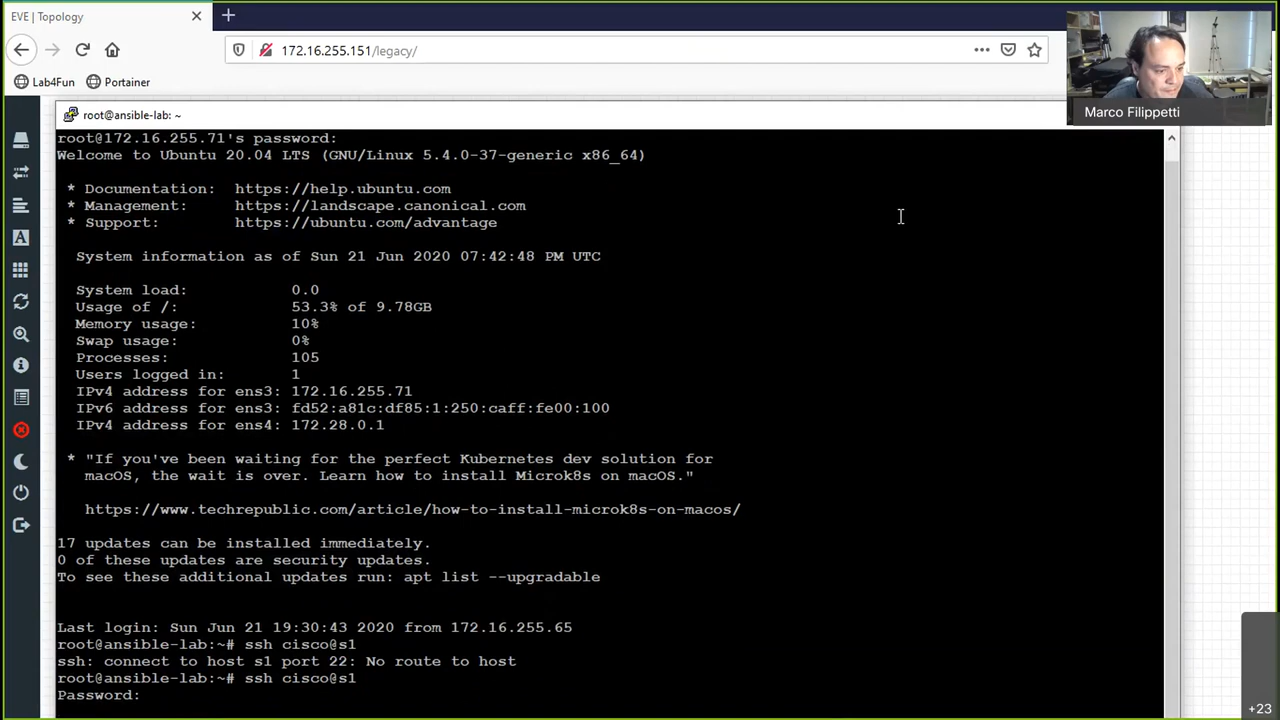 EVE | Topology
172.16.255.151/legacy/
Lab4Fun
Portainer
Marco Filippetti
root@ansible-lab: ~
root@172.16.255.71's password:
Welcome to Ubuntu 20.04 LTS (GNU/Linux 5.4.0-37-generic x86_64)
* Documentation: https://help.ubuntu.com
* Management: https://landscape.canonical.com
* Support: https://ubuntu.com/advantage
System information as of Sun 21 Jun 2020 07:42:48 PM UTC
System load: 0.0
Usage of /: 53.3% of 9.78GB
Memory usage: 10%
Swap usage: 0%
Processes: 105
Users logged in: 1
IPv4 address for ens3: 172.16.255.71
IPv6 address for ens3: fd52:a81c:df85:1:250:caff:fe00:100
IPv4 address for ens4: 172.28.0.1
* "If you've been waiting for the perfect Kubernetes dev solution for
macOS, the wait is over. Learn how to install Microk8s on macOS."
https://www.techrepublic.com/article/how-to-install-microk8s-on-macos/
17 updates can be installed immediately.
0 of these updates are security updates.
To see these additional updates run: apt list --upgradable
Last login: Sun Jun 21 19:30:43 2020 from 172.16.255.65
root@ansible-lab:~# ssh cisco@s1
ssh: connect to host s1 port 22: No route to host
root@ansible-lab:~# ssh cisco@s1
Password:
+23